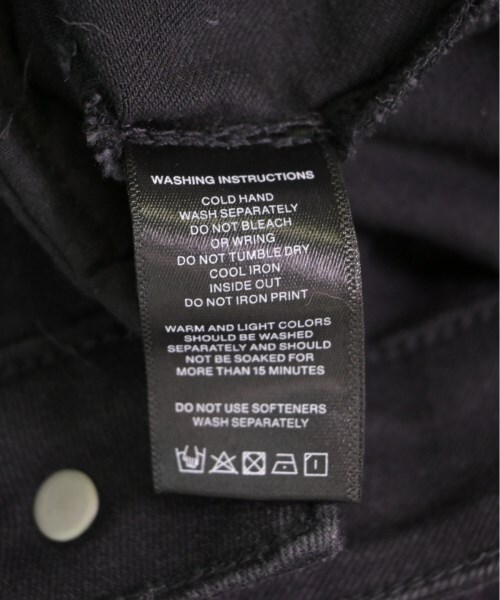 WASHING INSTRUCTIONS
COLD HAND
WASH SEPARATELY
DO NOT BLEACH
OR WRING
DO NOT TUMBLE DRY
COOL IRON
INSIDE OUT
DO NOT IRON PRINT
WARM AND LIGHT COLORS
SHOULD BE WASHED
SEPARATELY AND SHOULD
NOT BE SOAKED FOR
MORE THAN 15 MINUTES
DO NOT USE SOFTENERS
WASH SEPARATELY